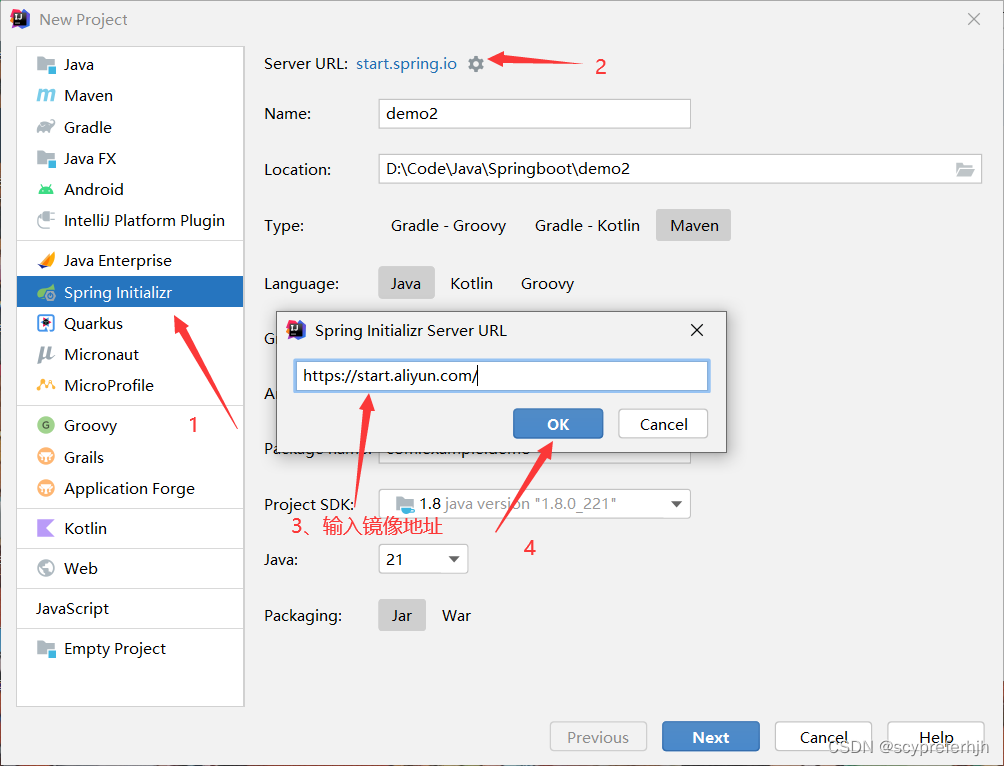 New Project
Java
Maven
Gradle
Java FX
Android
IntelliJ Platform Plugin
Java Enterprise
Spring Initializr
Quarkus
Micronaut
MicroProfile
Groovy
Grails
Application Forge
Kotlin
Web
JavaScript
Empty Project
1
Server URL: start.spring.io
2
Name: demo2
Location: D:\Code\Java\Springboot\demo2
Type: Gradle - Groovy Gradle - Kotlin Maven
Language: Java Kotlin Groovy
Spring Initializr Server URL
https://start.aliyun.com/
OK Cancel
Package name:
Project SDK: 1.8 java version "1.8.0_221"
3、输入镜像地址
4
Java: 21
Packaging: Jar War
Previous Next Cancel Help
CSDN @scypreferhjh